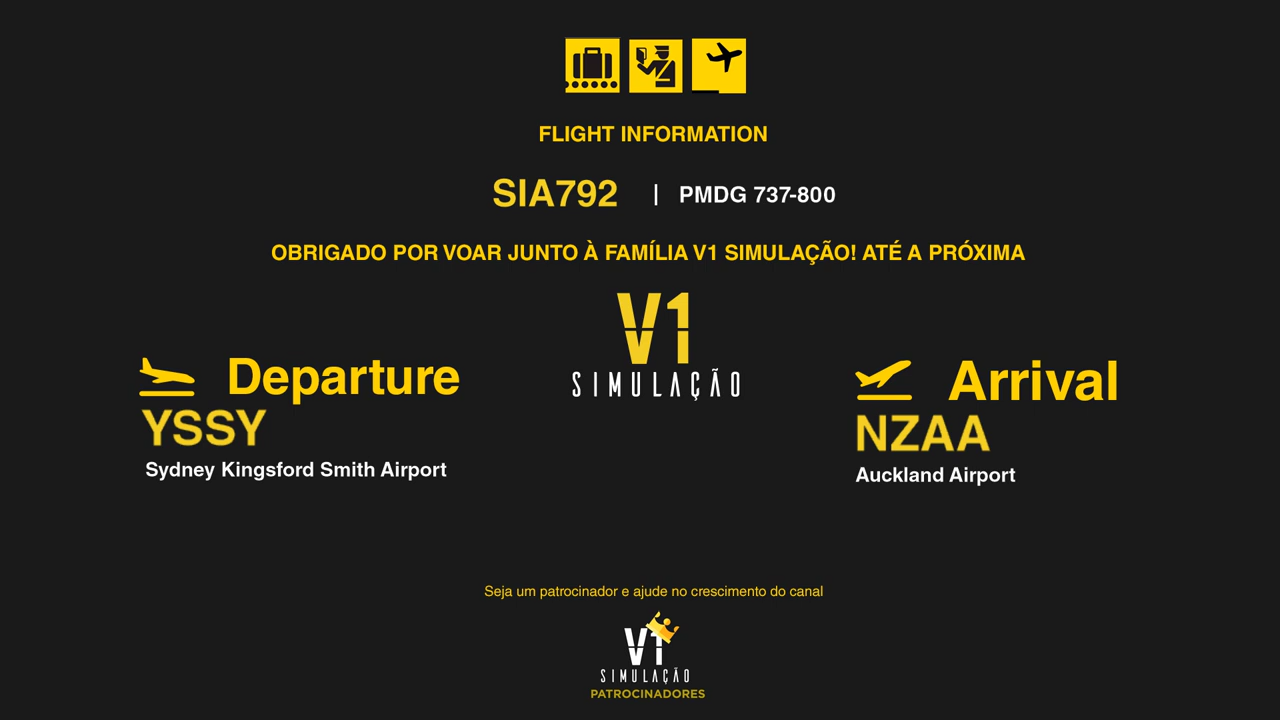 FLIGHT INFORMATION
SIA792 | PMDG 737-800
OBRIGADO POR VOAR JUNTO À FAMÍLIA V1 SIMULAÇÃO! ATÉ A PRÓXIMA
V1
SIMULAÇÃO
Departure
YSSY
Sydney Kingsford Smith Airport
Arrival
NZAA
Auckland Airport
Seja um patrocinador e ajude no crescimento do canal
V1
SIMULAÇÃO
PATROCINADORES